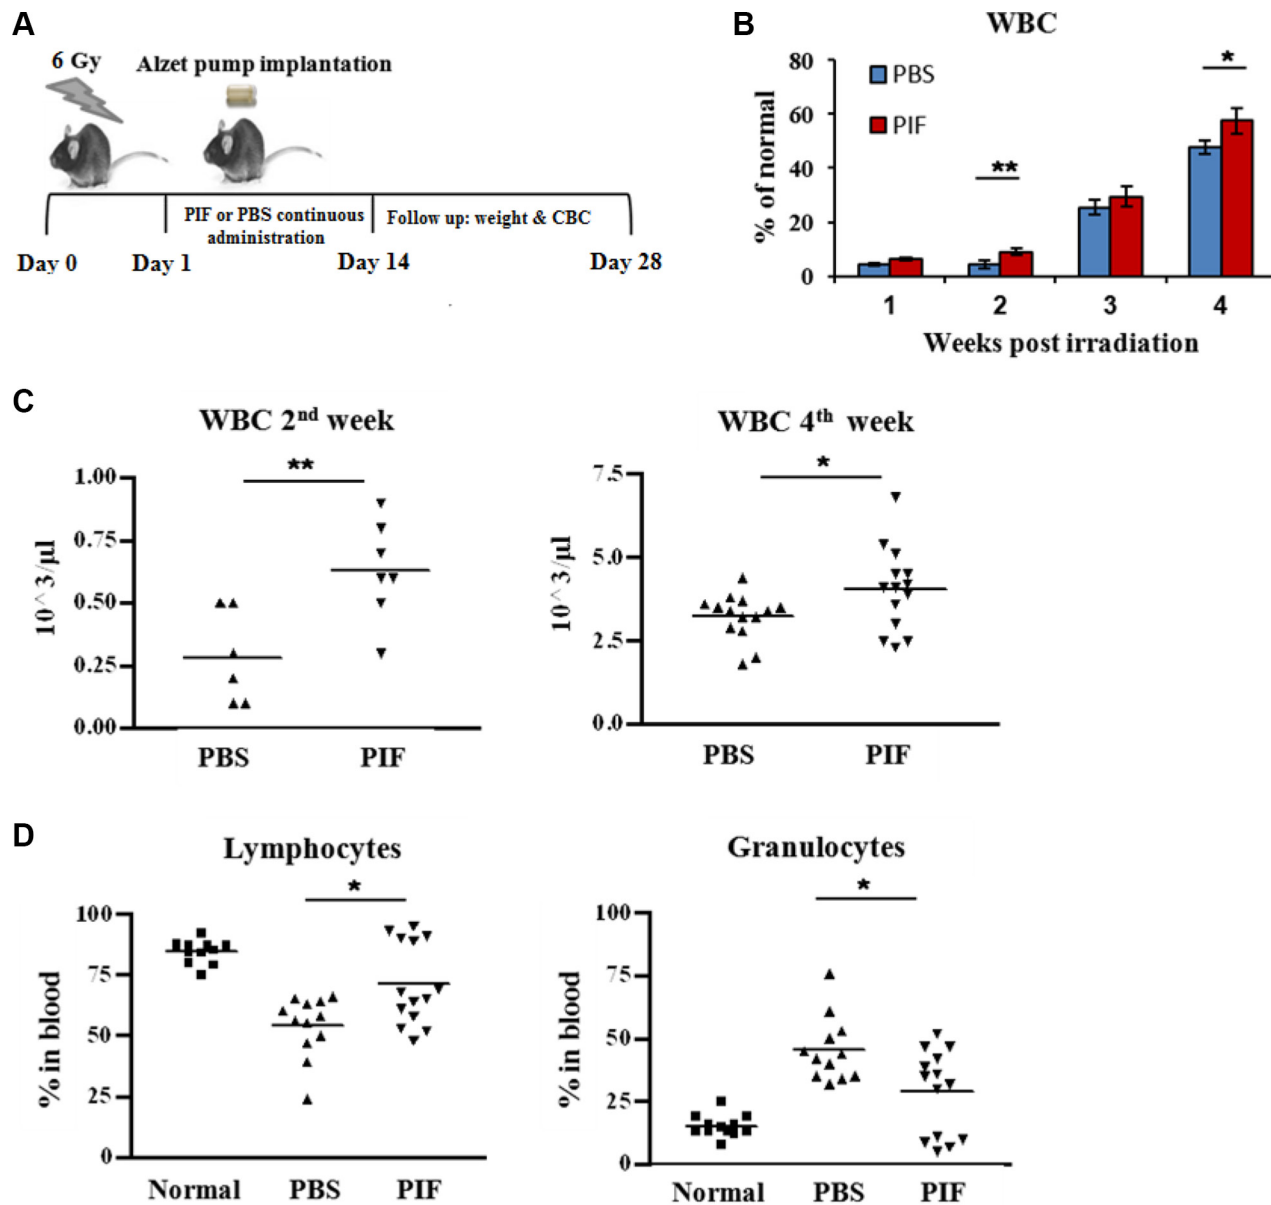 A
6 Gy
Alzet pump implantation
PIF or PBS continuous
administration
Follow up: weight & CBC
Day 0
Day 1
Day 14
Day 28
B
WBC
% of normal
80
60
40
20
0
PBS
PIF
**
*
1
2
3
4
Weeks post irradiation
C
WBC 2nd week
**
10^3/µl
1.00
0.75
0.50
0.25
0.00
PBS
PIF
WBC 4th week
*
10^3/µl
7.5
5.0
2.5
0.0
PBS
PIF
D
Lymphocytes
*
% in blood
100
75
50
25
0
Normal
PBS
PIF
Granulocytes
*
% in blood
100
75
50
25
0
Normal
PBS
PIF